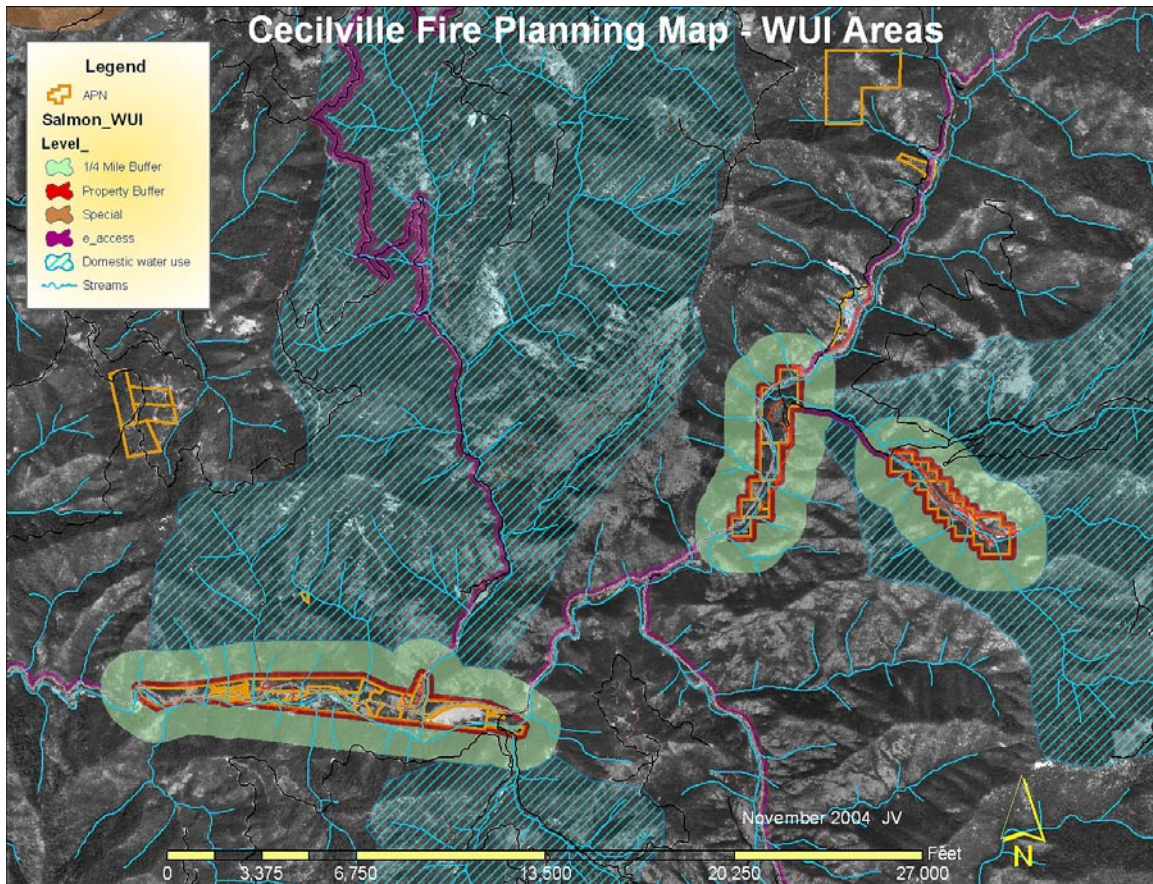 Cecilville Fire Planning Map - WUI Areas
Legend
APN
Salmon_WUI
Level_
1/4 Mile Buffer
Property Buffer
Special
e_access
Domestic water use
Streams
November 2004 JV
Feet
0 3,375 6,750 13,500 20,250 27,000
N